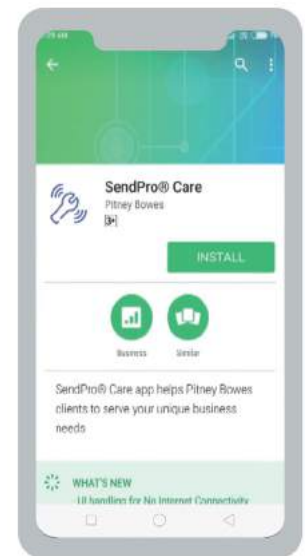 SendPro® Care
Pitney Bowes
3+
INSTALL
Business
Similar
SendPro® Care app helps Pitney Bowes
clients to serve your unique business
needs
WHAT'S NEW
- UI handling for No Internet Connectivity